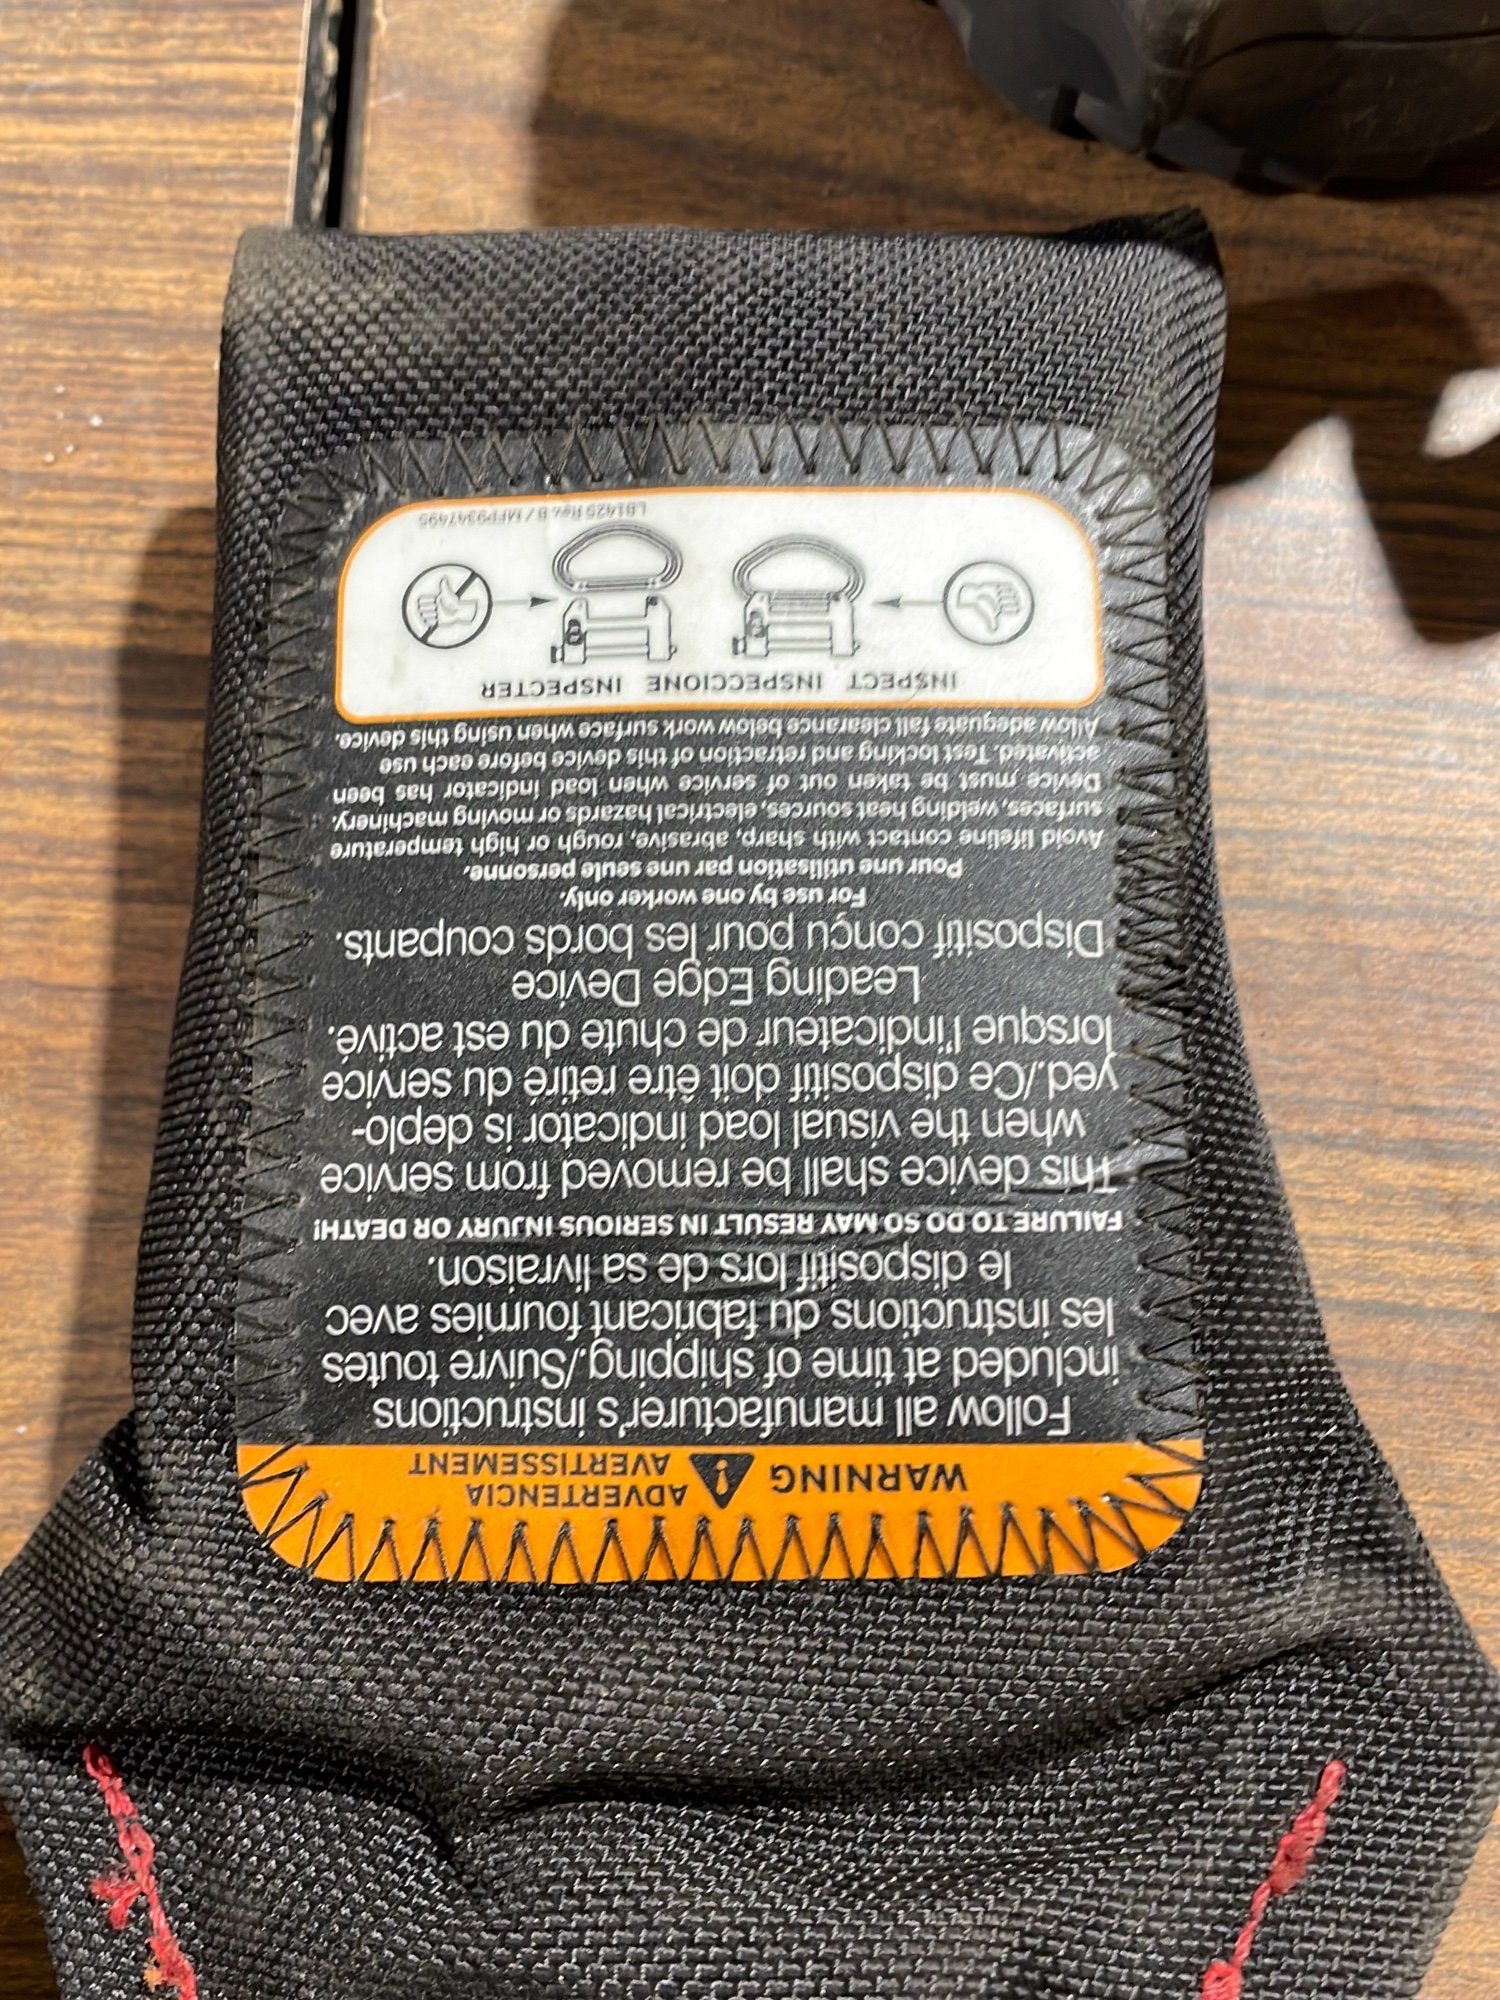 WARNING
ADVERTENCIA
AVERTISSEMENT
Follow all manufacturer's instructions
included at time of shipping./Suivre toutes
les instructions du fabricant fournies avec
le dispositif lors de sa livraison.
FAILURE TO DO SO MAY RESULT IN SERIOUS INJURY OR DEATH!
This device shall be removed from service
when the visual load indicator is deplo-
yed./Ce dispositif doit être retiré du service
lorsque l'indicateur de chute du est activé.
Leading Edge Device
Dispositif conçu pour les bords coupants.
For use by one worker only.
Pour une utilisation par une seule personne.
Avoid lifeline contact with sharp, abrasive, rough or high temperature
surfaces, welding heat sources, electrical hazards or moving machinery.
Device must be taken out of service when load indicator has been
activated. Test locking and retraction of this device before each use
Allow adequate fall clearance below work surface when using this device.
INSPECT INSPECCIONE INSPECTER
LB1425 Rev. B / MFP9347495